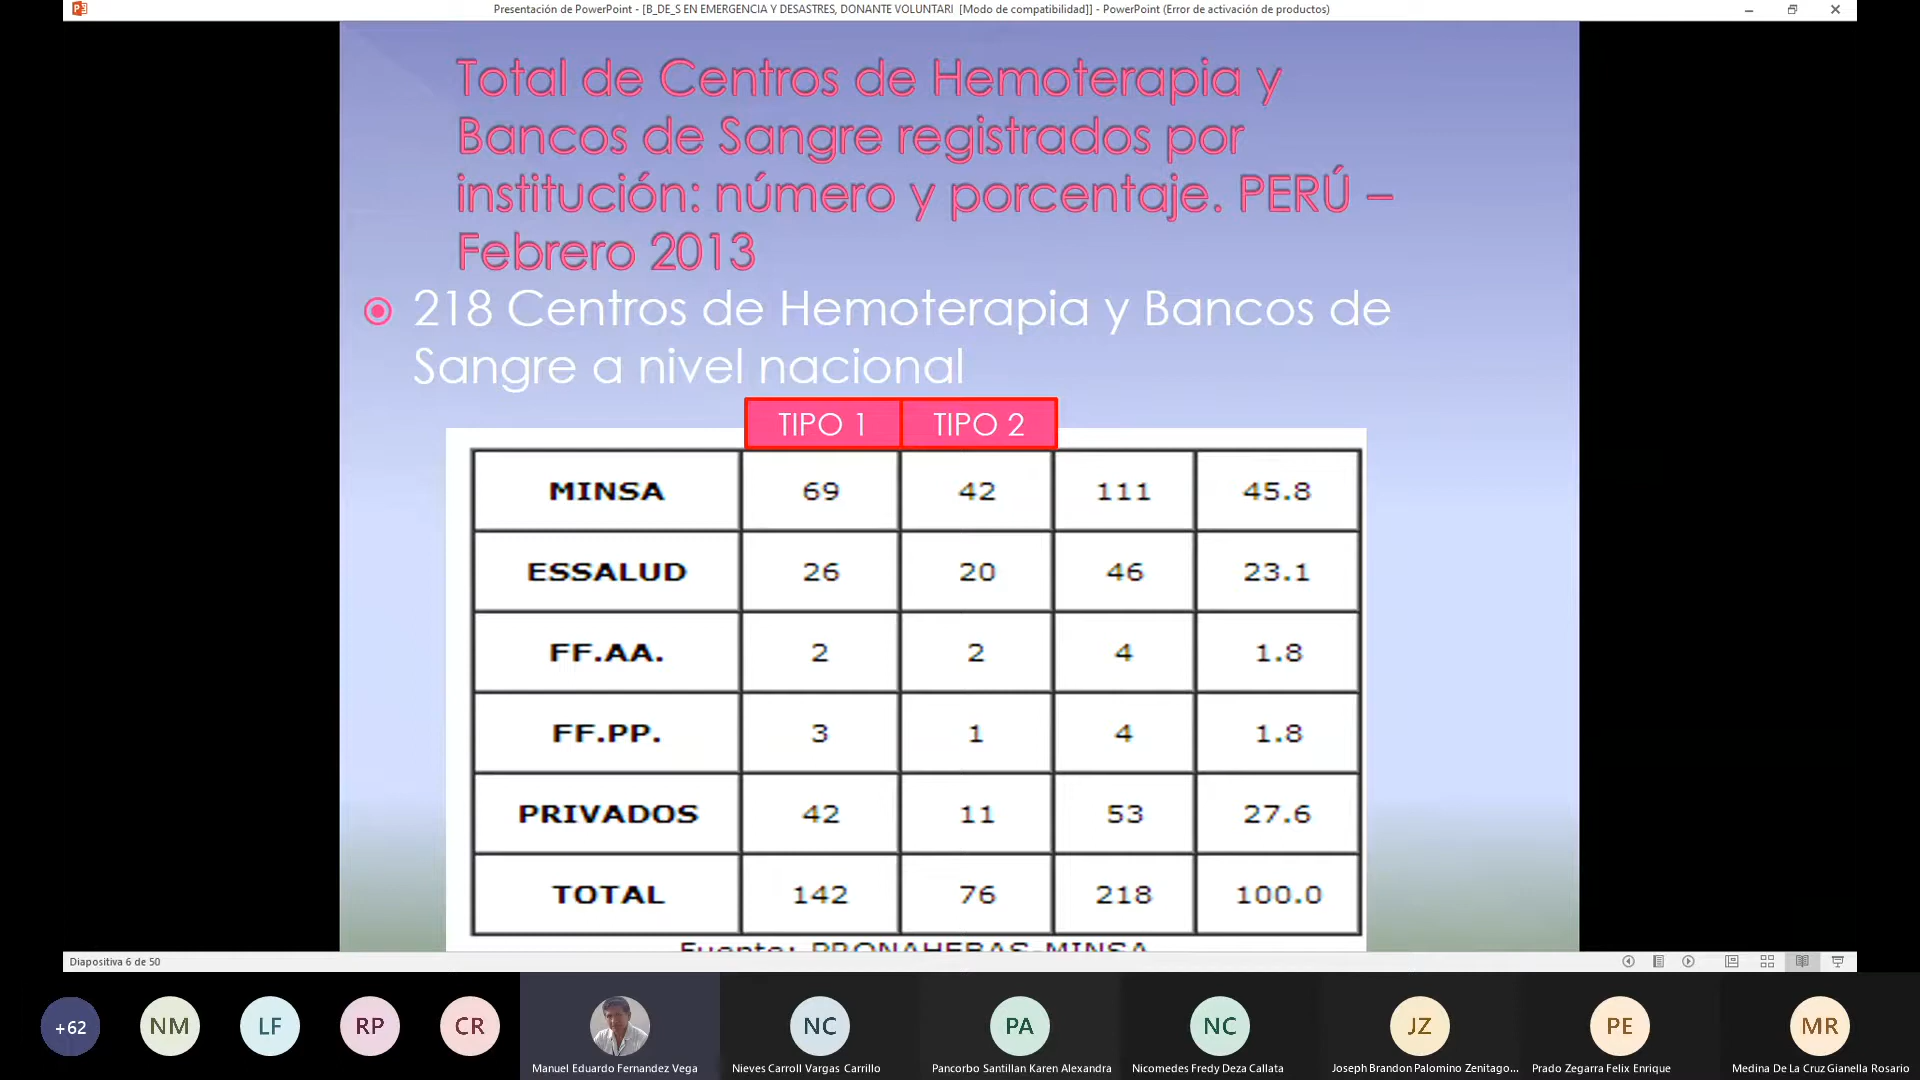 Presentación de PowerPoint - [B_DE_S EN EMERGENCIA Y DESASTRES, DONANTE VOLUNTARI [Modo de compatibilidad]] - PowerPoint (Error de activación de productos)
Total de Centros de Hemoterapia y
Bancos de Sangre registrados por
institución: número y porcentaje. PERÚ –
Febrero 2013
218 Centros de Hemoterapia y Bancos de
Sangre a nivel nacional
TIPO 1 TIPO 2
MINSA 69 42 111 45.8
ESSALUD 26 20 46 23.1
FF.AA. 2 2 4 1.8
FF.PP. 3 1 4 1.8
PRIVADOS 42 11 53 27.6
TOTAL 142 76 218 100.0
Fuente: PRONAHEBAS-MINSA
Diapositiva 6 de 50
+62 NM LF RP CR NC PA NC JZ PE MR
Manuel Eduardo Fernandez Vega Nieves Carroll Vargas Carrillo Pancorbo Santillan Karen Alexandra Nicomedes Fredy Deza Callata Joseph Brandon Palomino Zenitago... Prado Zegarra Felix Enrique Medina De La Cruz Gianella Rosario